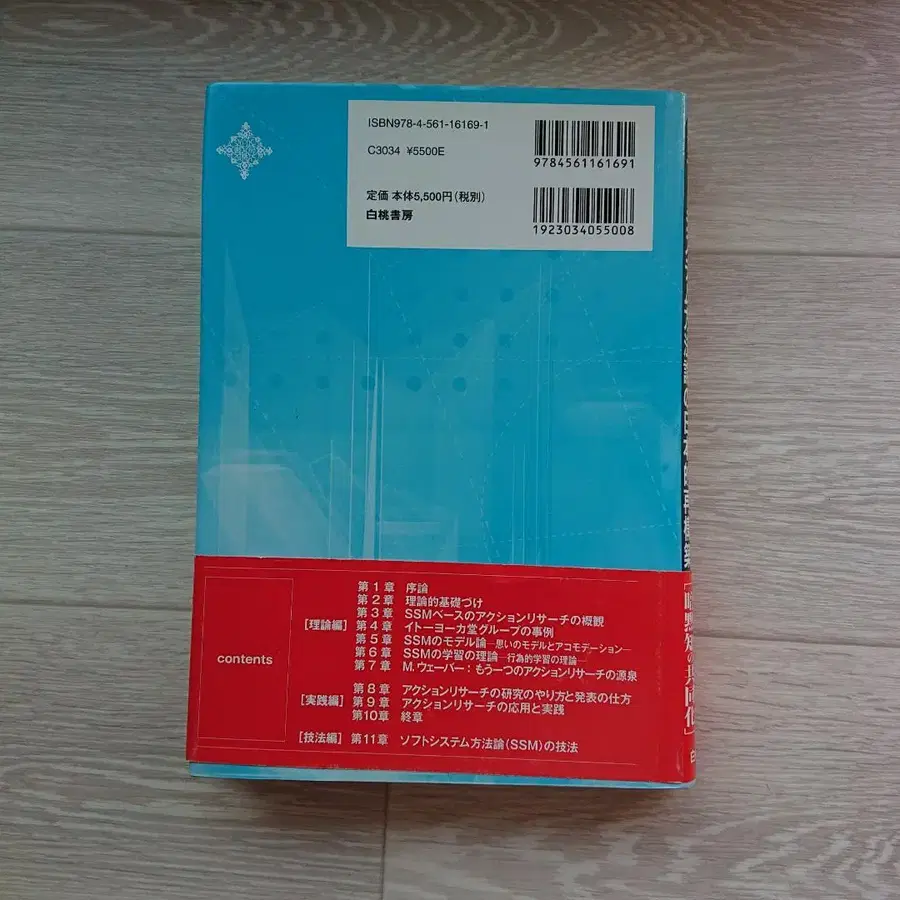 ISBN978-4-561-16169-1
C3034 ¥5500E
定価 本体5,500円(税別)
白桃書房
9784561161691
1923034055008
contents
[理論編]
第1章 序論
第2章 理論的基礎づけ
第3章 SSMベースのアクションリサーチの概観
第4章 イトーヨーカ堂グループの事例
第5章 SSMのモデル論―思いのモデルとアコモデーション―
第6章 SSMの学習の理論―行為的学習の理論―
第7章 M.ウェーバー:もう一つのアクションリサーチの源泉
[実践編]
第8章 アクションリサーチの研究のやり方と発表の仕方
第9章 アクションリサーチの応用と実践
第10章 終章
[技法編] 第11章 ソフトシステム方法論(SSM)の技法